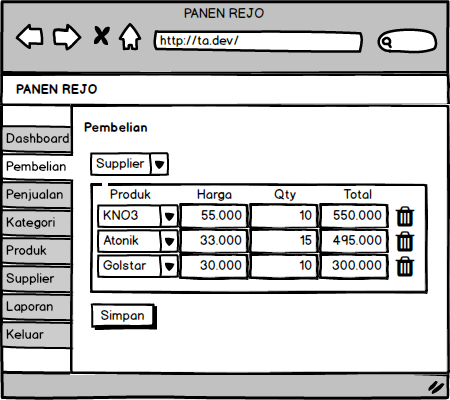 PANEN REJO
http://ta.dev/
PANEN REJO
Dashboard
Pembelian
Penjualan
Kategori
Produk
Supplier
Laporan
Keluar
Pembelian
Supplier
Produk Harga Qty Total
KNO3 55.000 10 550.000
Atonik 33.000 15 495.000
Golstar 30.000 10 300.000
Simpan